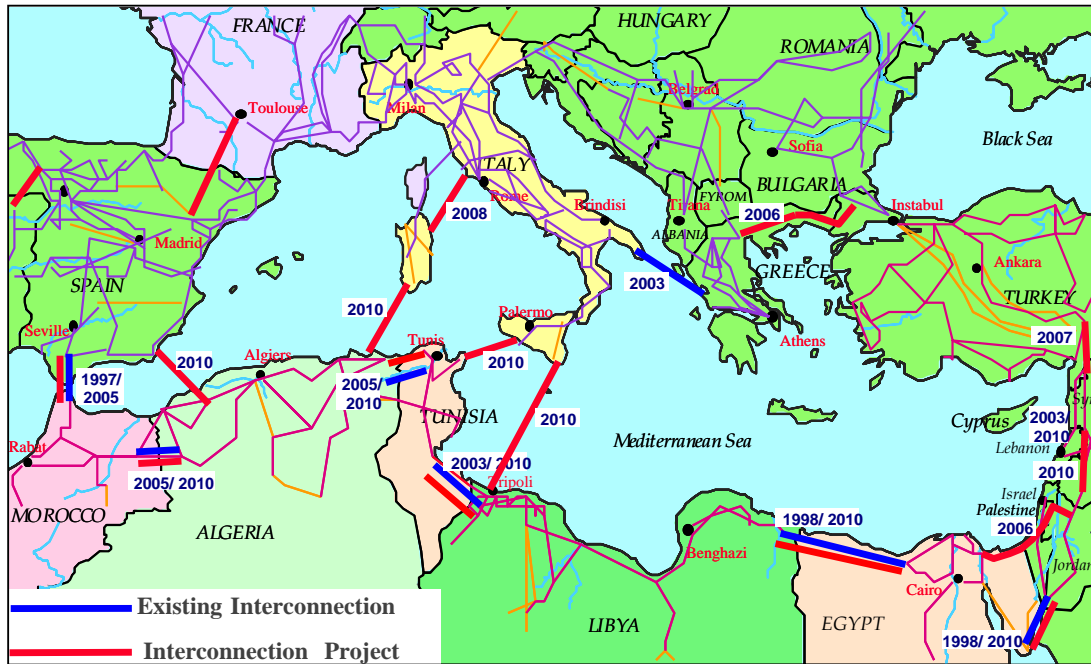 FRANCE
HUNGARY
ROMANIA
Toulouse
Milan
Belgrad
Black Sea
Sofia
TALY
Rome
BULGARIA
FYROM
Brindisi
Tirana
2006
Instabul
2008
ALBANIA
Madrid
SPAIN
2003
GREECE
Ankara
TURKEY
2010
Palermo
Seville
Tunis
Athens
2007
2010
Algiers
2010
1997/
2005
2005/
2010
TUNISIA
2010
Cyprus
Syr
2003/
2010
Rabat
Mediterranean Sea
Lebanon
2005/ 2010
2003/ 2010
2010
Tripoli
Israel
MOROCCO
Palestine
ALGERIA
1998/ 2010
2006
Benghazi
Jordan
Cairo
Existing Interconnection
LIBYA
EGYPT
Interconnection Project
1998/ 2010